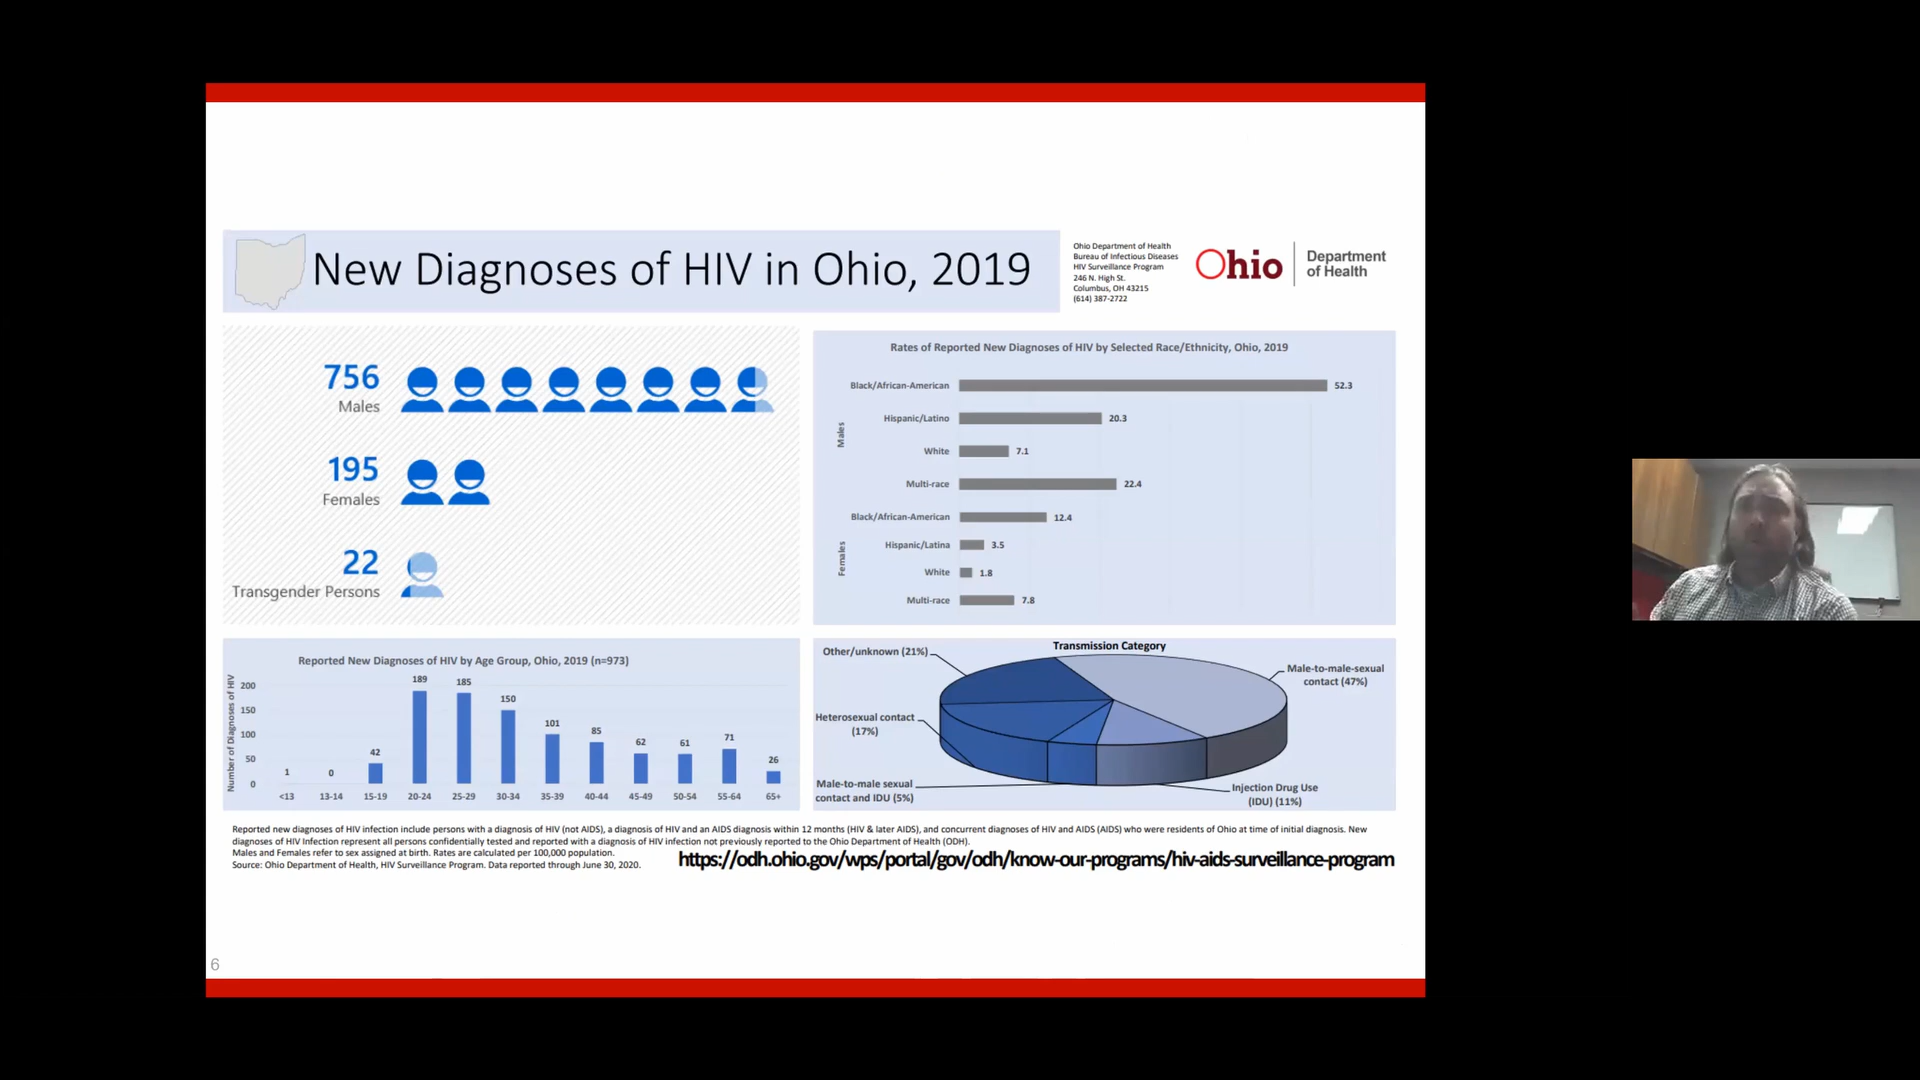 New Diagnoses of HIV in Ohio, 2019
Ohio Department of Health
Bureau of Infectious Diseases
HIV Surveillance Program
246 N. High St.
Columbus, OH 43215
(614) 387-2722
Ohio
Department
of Health
756
Males
195
Females
22
Transgender Persons
Rates of Reported New Diagnoses of HIV by Selected Race/Ethnicity, Ohio, 2019
Males
Black/African-American 52.3
Hispanic/Latino 20.3
White 7.1
Multi-race 22.4
Females
Black/African-American 12.4
Hispanic/Latina 3.5
White 1.8
Multi-race 7.8
Reported New Diagnoses of HIV by Age Group, Ohio, 2019 (n=973)
Number of Diagnoses of HIV
200
150
100
50
0
1 0 42 189 185 150 101 85 62 61 71 26
<13 13-14 15-19 20-24 25-29 30-34 35-39 40-44 45-49 50-54 55-64 65+
Transmission Category
Other/unknown (21%)
Male-to-male-sexual
contact (47%)
Heterosexual contact
(17%)
Male-to-male sexual
contact and IDU (5%)
Injection Drug Use
(IDU) (11%)
Reported new diagnoses of HIV infection include persons with a diagnosis of HIV (not AIDS), a diagnosis of HIV and an AIDS diagnosis within 12 months (HIV & later AIDS), and concurrent diagnoses of HIV and AIDS (AIDS) who were residents of Ohio at time of initial diagnosis. New
diagnoses of HIV Infection represent all persons confidentially tested and reported with a diagnosis of HIV infection not previously reported to the Ohio Department of Health (ODH).
Males and Females refer to sex assigned at birth. Rates are calculated per 100,000 population.
Source: Ohio Department of Health, HIV Surveillance Program. Data reported through June 30, 2020.
https://odh.ohio.gov/wps/portal/gov/odh/know-our-programs/hiv-aids-surveillance-program
6